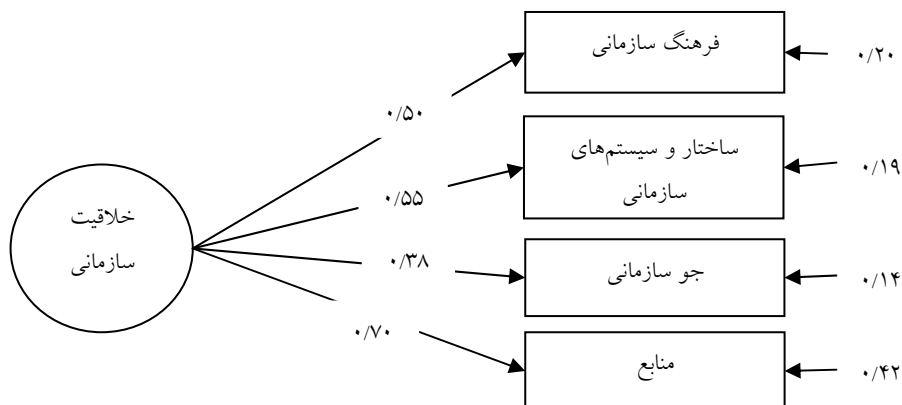 فرهنگ سازمانی
۰/۲۰
۰/۵۰
ساختار و سیستم‌های
سازمانی
۰/۱۹
۰/۵۵
خلاقیت
سازمانی
جو سازمانی
۰/۱۴
۰/۳۸
منابع
۰/۴۲
۰/۷۰